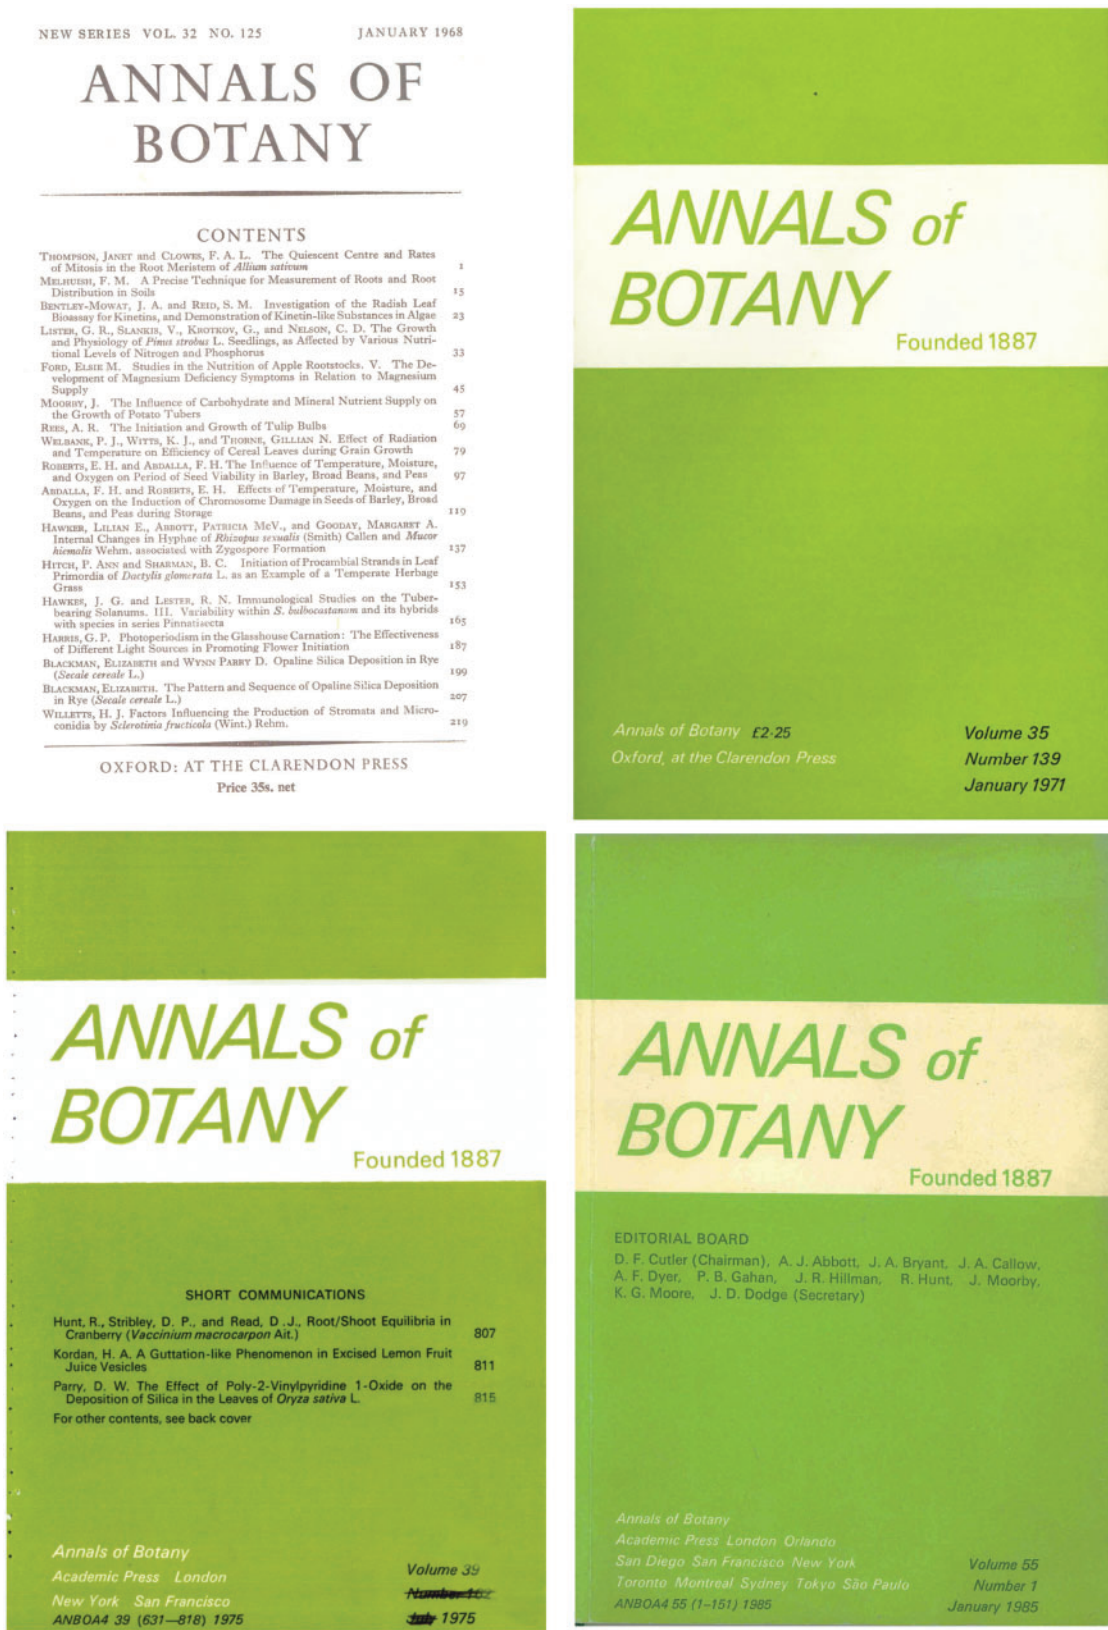 NEW SERIES VOL. 32 NO. 125 JANUARY 1968
ANNALS OF
BOTANY
CONTENTS
THOMPSON, JANET and CLOWES, F. A. L. The Quiescent Centre and Rates
of Mitosis in the Root Meristem of Allium sativum 1
MELHUISH, F. M. A Precise Technique for Measurement of Roots and Root
Distribution in Soils 15
BENTLEY-MOWAT, J. A. and REID, S. M. Investigation of the Radish Leaf
Bioassay for Kinetins, and Demonstration of Kinetin-like Substances in Algae 23
LISTER, G. R., SLANKIS, V., KROTKOV, G., and NELSON, C. D. The Growth
and Physiology of Pinus strobus L. Seedlings, as Affected by Various Nutri-
tional Levels of Nitrogen and Phosphorus 33
FORD, ELSIE M. Studies in the Nutrition of Apple Rootstocks. V. The De-
velopment of Magnesium Deficiency Symptoms in Relation to Magnesium
Supply 45
MOORBY, J. The Influence of Carbohydrate and Mineral Nutrient Supply on
the Growth of Potato Tubers 57
REES, A. R. The Initiation and Growth of Tulip Bulbs 69
WELBANK, P. J., WITTS, K. J., and THORNE, GILLIAN N. Effect of Radiation
and Temperature on Efficiency of Cereal Leaves during Grain Growth 79
ROBERTS, E. H. and ABDALLA, F. H. The Influence of Temperature, Moisture,
and Oxygen on Period of Seed Viability in Barley, Broad Beans, and Peas 97
ABDALLA, F. H. and ROBERTS, E. H. Effects of Temperature, Moisture, and
Oxygen on the Induction of Chromosome Damage in Seeds of Barley, Broad
Beans, and Peas during Storage 119
HAWKER, LILIAN E., ABBOTT, PATRICIA McV., and GOODAY, MARGARET A.
Internal Changes in Hyphae of Rhizopus sexualis (Smith) Callen and Mucor
hiemalis Wehm. associated with Zygospore Formation 137
HITCH, P. ANN and SHARMAN, B. C. Initiation of Procambial Strands in Leaf
Primordia of Dactylis glomerata L. as an Example of a Temperate Herbage
Grass 153
HAWKES, J. G. and LESTER, R. N. Immunological Studies on the Tuber-
bearing Solanums. III. Variability within S. bulbocastanum and its hybrids
with species in series Pinnatisecta 165
HARRIS, G. P. Photoperiodism in the Glasshouse Carnation: The Effectiveness
of Different Light Sources in Promoting Flower Initiation 187
BLACKMAN, ELIZABETH and WYNN PARRY D. Opaline Silica Deposition in Rye
(Secale cereale L.) 199
BLACKMAN, ELIZABETH. The Pattern and Sequence of Opaline Silica Deposition
in Rye (Secale cereale L.) 207
WILLETTS, H. J. Factors Influencing the Production of Stromata and Micro-
conidia by Sclerotinia fructicola (Wint.) Rehm. 219
OXFORD: AT THE CLARENDON PRESS
Price 35s. net
ANNALS of
BOTANY
Founded 1887
Annals of Botany £2·25
Oxford, at the Clarendon Press
Volume 35
Number 139
January 1971
ANNALS of
BOTANY
Founded 1887
SHORT COMMUNICATIONS
Hunt, R., Stribley, D. P., and Read, D .J., Root/Shoot Equilibria in
Cranberry (Vaccinium macrocarpon Ait.) 807
Kordan, H. A. A Guttation-like Phenomenon in Excised Lemon Fruit
Juice Vesicles 811
Parry, D. W. The Effect of Poly-2-Vinylpyridine 1-Oxide on the
Deposition of Silica in the Leaves of Oryza sativa L. 815
For other contents, see back cover
Annals of Botany
Academic Press London
New York San Francisco
ANBOA4 39 (631—818) 1975
Volume 39
Number 162
July 1975
ANNALS of
BOTANY
Founded 1887
EDITORIAL BOARD
D. F. Cutler (Chairman), A. J. Abbott, J. A. Bryant, J. A. Callow,
A. F. Dyer, P. B. Gahan, J. R. Hillman, R. Hunt, J. Moorby,
K. G. Moore, J. D. Dodge (Secretary)
Annals of Botany
Academic Press London Orlando
San Diego San Francisco New York
Toronto Montreal Sydney Tokyo São Paulo
ANBOA4 55 (1–151) 1985
Volume 55
Number 1
January 1985